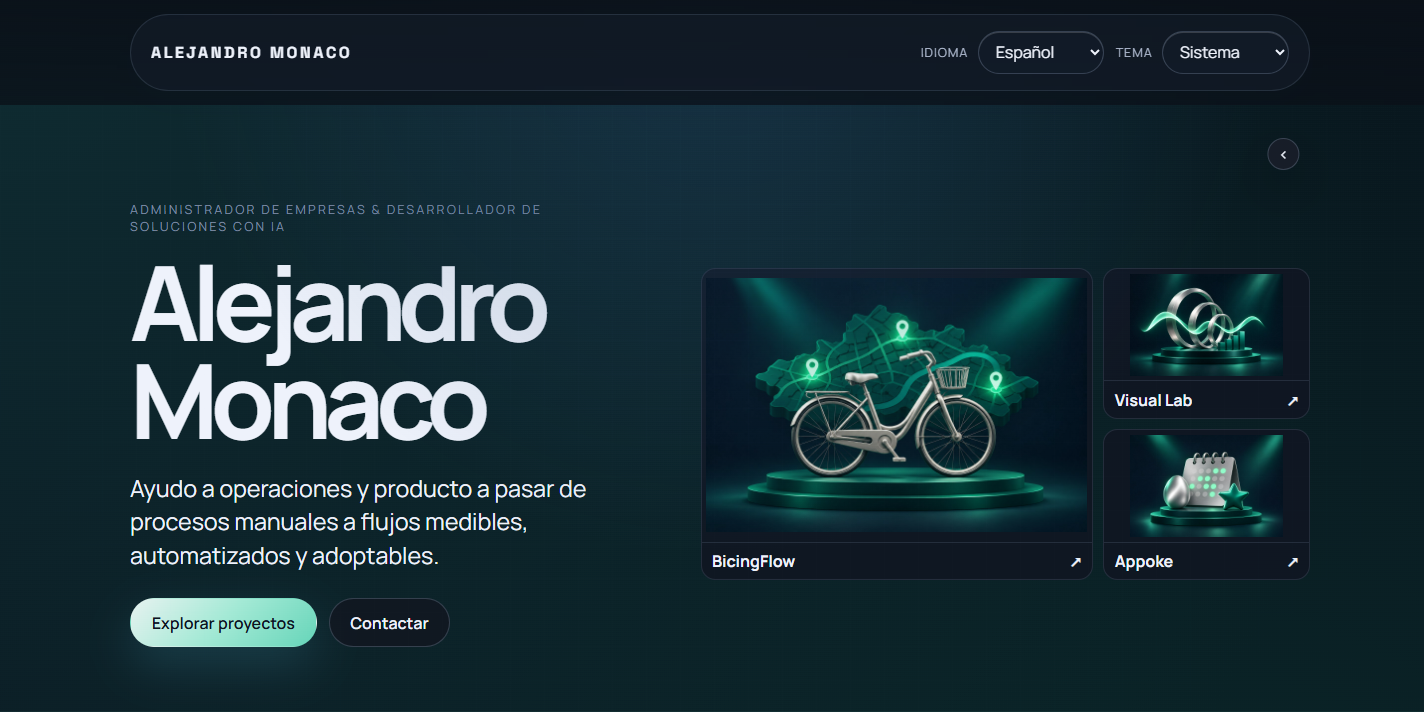 ALEJANDRO MONACO
IDIOMA
Español
TEMA
Sistema
ADMINISTRADOR DE EMPRESAS & DESARROLLADOR DE
SOLUCIONES CON IA
Alejandro
Monaco
Ayudo a operaciones y producto a pasar de
procesos manuales a flujos medibles,
automatizados y adoptables.
Explorar proyectos
Contactar
BicingFlow ↗
Visual Lab ↗
Appoke ↗